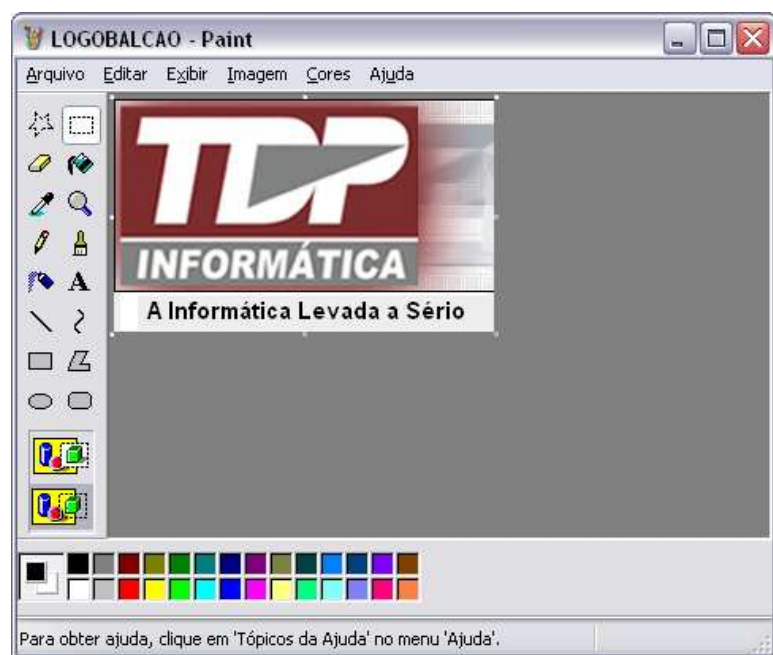 LOGOBALCAO - Paint
Arquivo Editar Exibir Imagem Cores Ajuda
TDP
INFORMÁTICA
A Informática Levada a Sério
A
Para obter ajuda, clique em 'Tópicos da Ajuda' no menu 'Ajuda'.